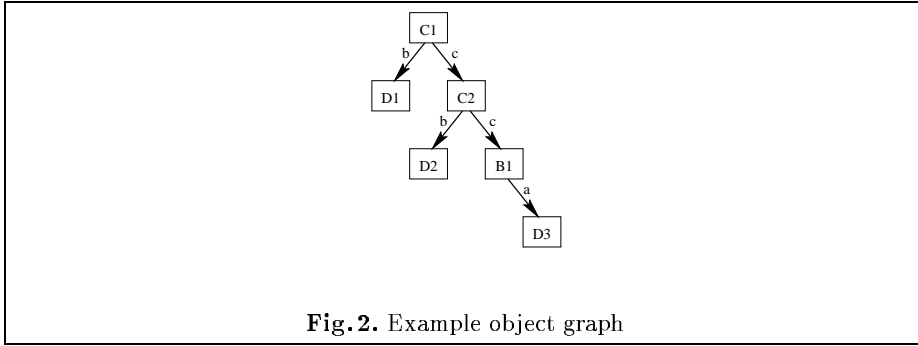 C1
b c
D1 C2
b c
D2 B1
a
D3
Fig.2. Example object graph